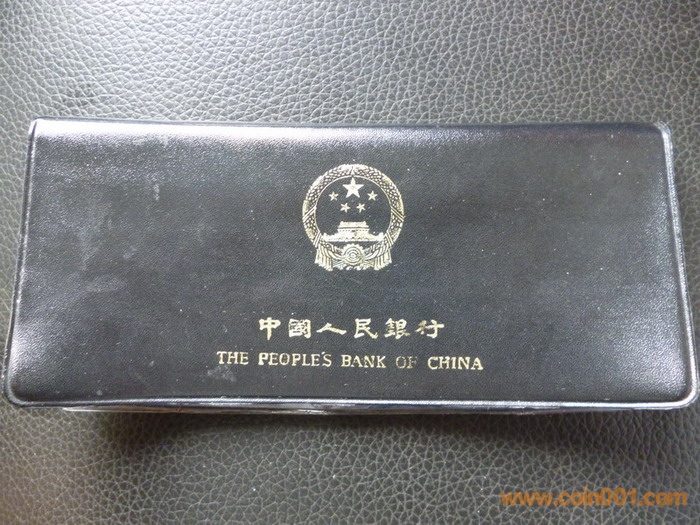 中國人民銀行
THE PEOPLE'S BANK OF CHINA
www.coin001.com